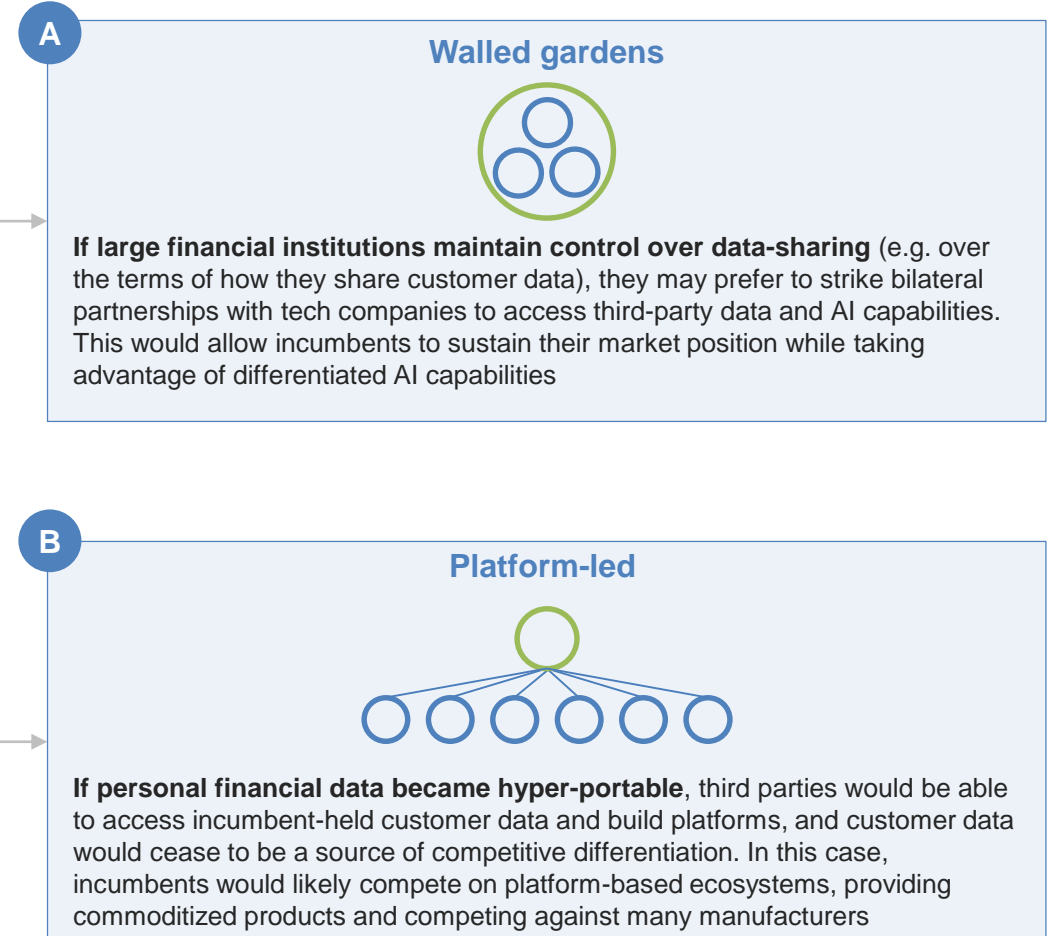 A
Walled gardens
If large financial institutions maintain control over data-sharing (e.g. over
the terms of how they share customer data), they may prefer to strike bilateral
partnerships with tech companies to access third-party data and AI capabilities.
This would allow incumbents to sustain their market position while taking
advantage of differentiated AI capabilities
B
Platform-led
If personal financial data became hyper-portable, third parties would be able
to access incumbent-held customer data and build platforms, and customer data
would cease to be a source of competitive differentiation. In this case,
incumbents would likely compete on platform-based ecosystems, providing
commoditized products and competing against many manufacturers